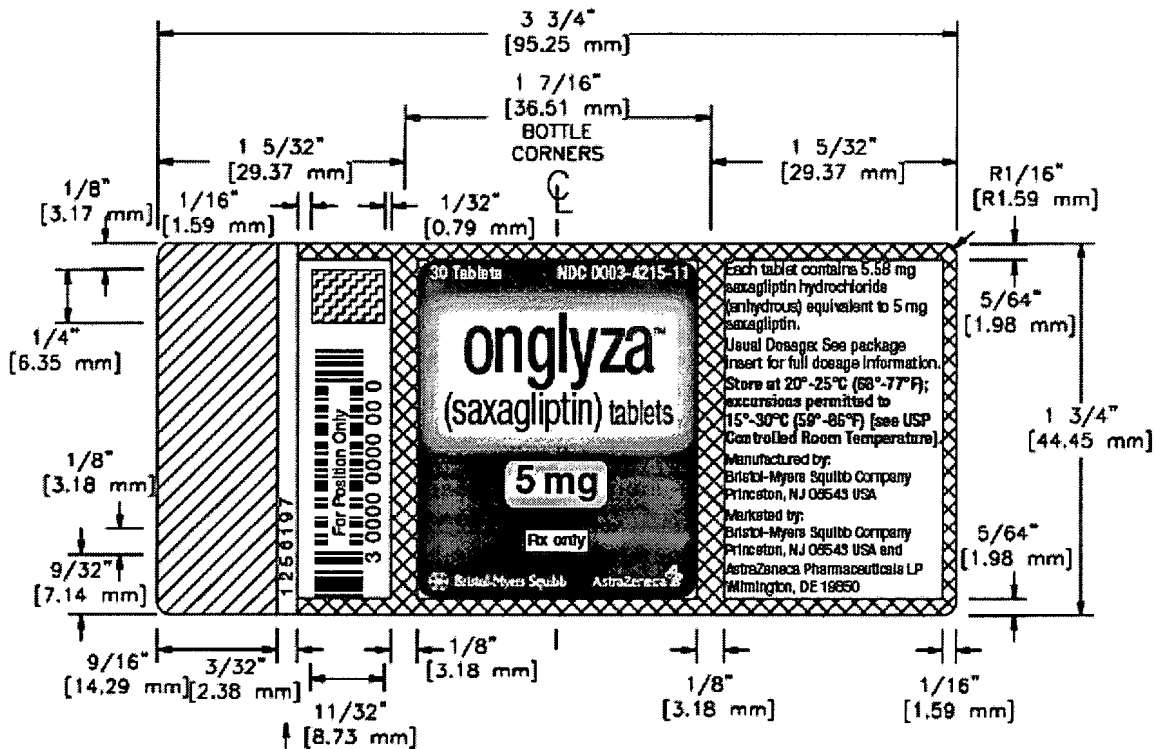 3 3/4"
[95.25 mm]
1 7/16"
[36.51 mm]
BOTTLE
CORNERS
CL
1 5/32"
[29.37 mm]
1 5/32"
[29.37 mm]
1/8"
[3.17 mm]
1/16"
[1.59 mm]
1/32"
[0.79 mm]
R1/16"
[R1.59 mm]
1/4"
[6.35 mm]
5/64"
[1.98 mm]
1 3/4"
[44.45 mm]
1/8"
[3.18 mm]
9/32"
[7.14 mm]
5/64"
[1.98 mm]
1256197
For Position Only
3 0000 0000 00 0
30 Tablets NDC 0003-4215-11
onglyza™
(saxagliptin) tablets
5 mg
Rx only
Bristol-Myers Squibb AstraZeneca
Each tablet contains 5.58 mg
saxagliptin hydrochloride
(anhydrous) equivalent to 5 mg
saxagliptin.
Usual Dosage: See package
insert for full dosage information.
Store at 20°-25°C (68°-77°F);
excursions permitted to
15°-30°C (59°-86°F) [see USP
Controlled Room Temperature].
Manufactured by:
Bristol-Myers Squibb Company
Princeton, NJ 08543 USA
Marketed by:
Bristol-Myers Squibb Company
Princeton, NJ 08543 USA and
AstraZeneca Pharmaceuticals LP
Wilmington, DE 19850
9/16"
[14.29 mm]
3/32"
[2.38 mm]
11/32"
[8.73 mm]
1/8"
[3.18 mm]
1/8"
[3.18 mm]
1/16"
[1.59 mm]